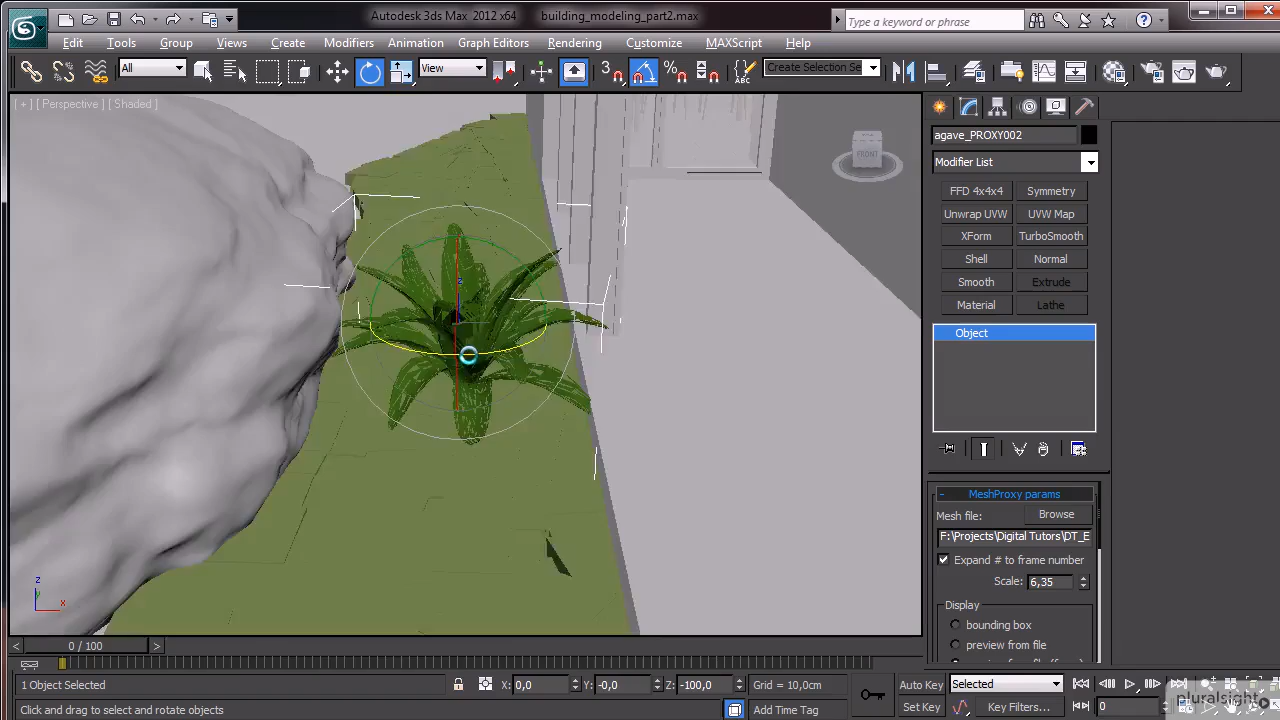 Autodesk 3ds Max 2012 x64 building_modeling_part2.max Type a keyword or phrase
Edit Tools Group Views Create Modifiers Animation Graph Editors Rendering Customize MAXScript Help
All View 3 % ABC Create Selection Se
[ + ] [ Perspective ] [ Shaded ]
FRONT
agave_PROXY002
Modifier List
FFD 4x4x4 Symmetry
Unwrap UVW UVW Map
XForm TurboSmooth
Shell Normal
Smooth Extrude
Material Lathe
Object
z
- MeshProxy params
Mesh file: Browse
F:\Projects\Digital Tutors\DT_E
Expand # to frame number
Scale: 6,35
Display
bounding box
preview from file
z
y
x
< 0 / 100 >
1 Object Selected X: 0,0 Y: -0,0 Z: -100,0 Grid = 10,0cm Auto Key Selected
Click and drag to select and rotate objects Add Time Tag Set Key Key Filters... 0
pluralsight